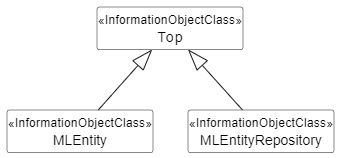 «InformationObjectClass»
Top
«InformationObjectClass»
MLEntity
«InformationObjectClass»
MLEntityRepository